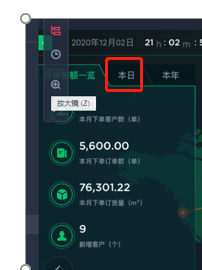 2020年12月02日 21 h : 02 m :
额一览 本日 本年
放大镜 (Z)
本月下单客户数（单）
5,600.00
本月下单订单数（单）
76,301.22
本月下单订货量（m²）
9
新增客户（个）